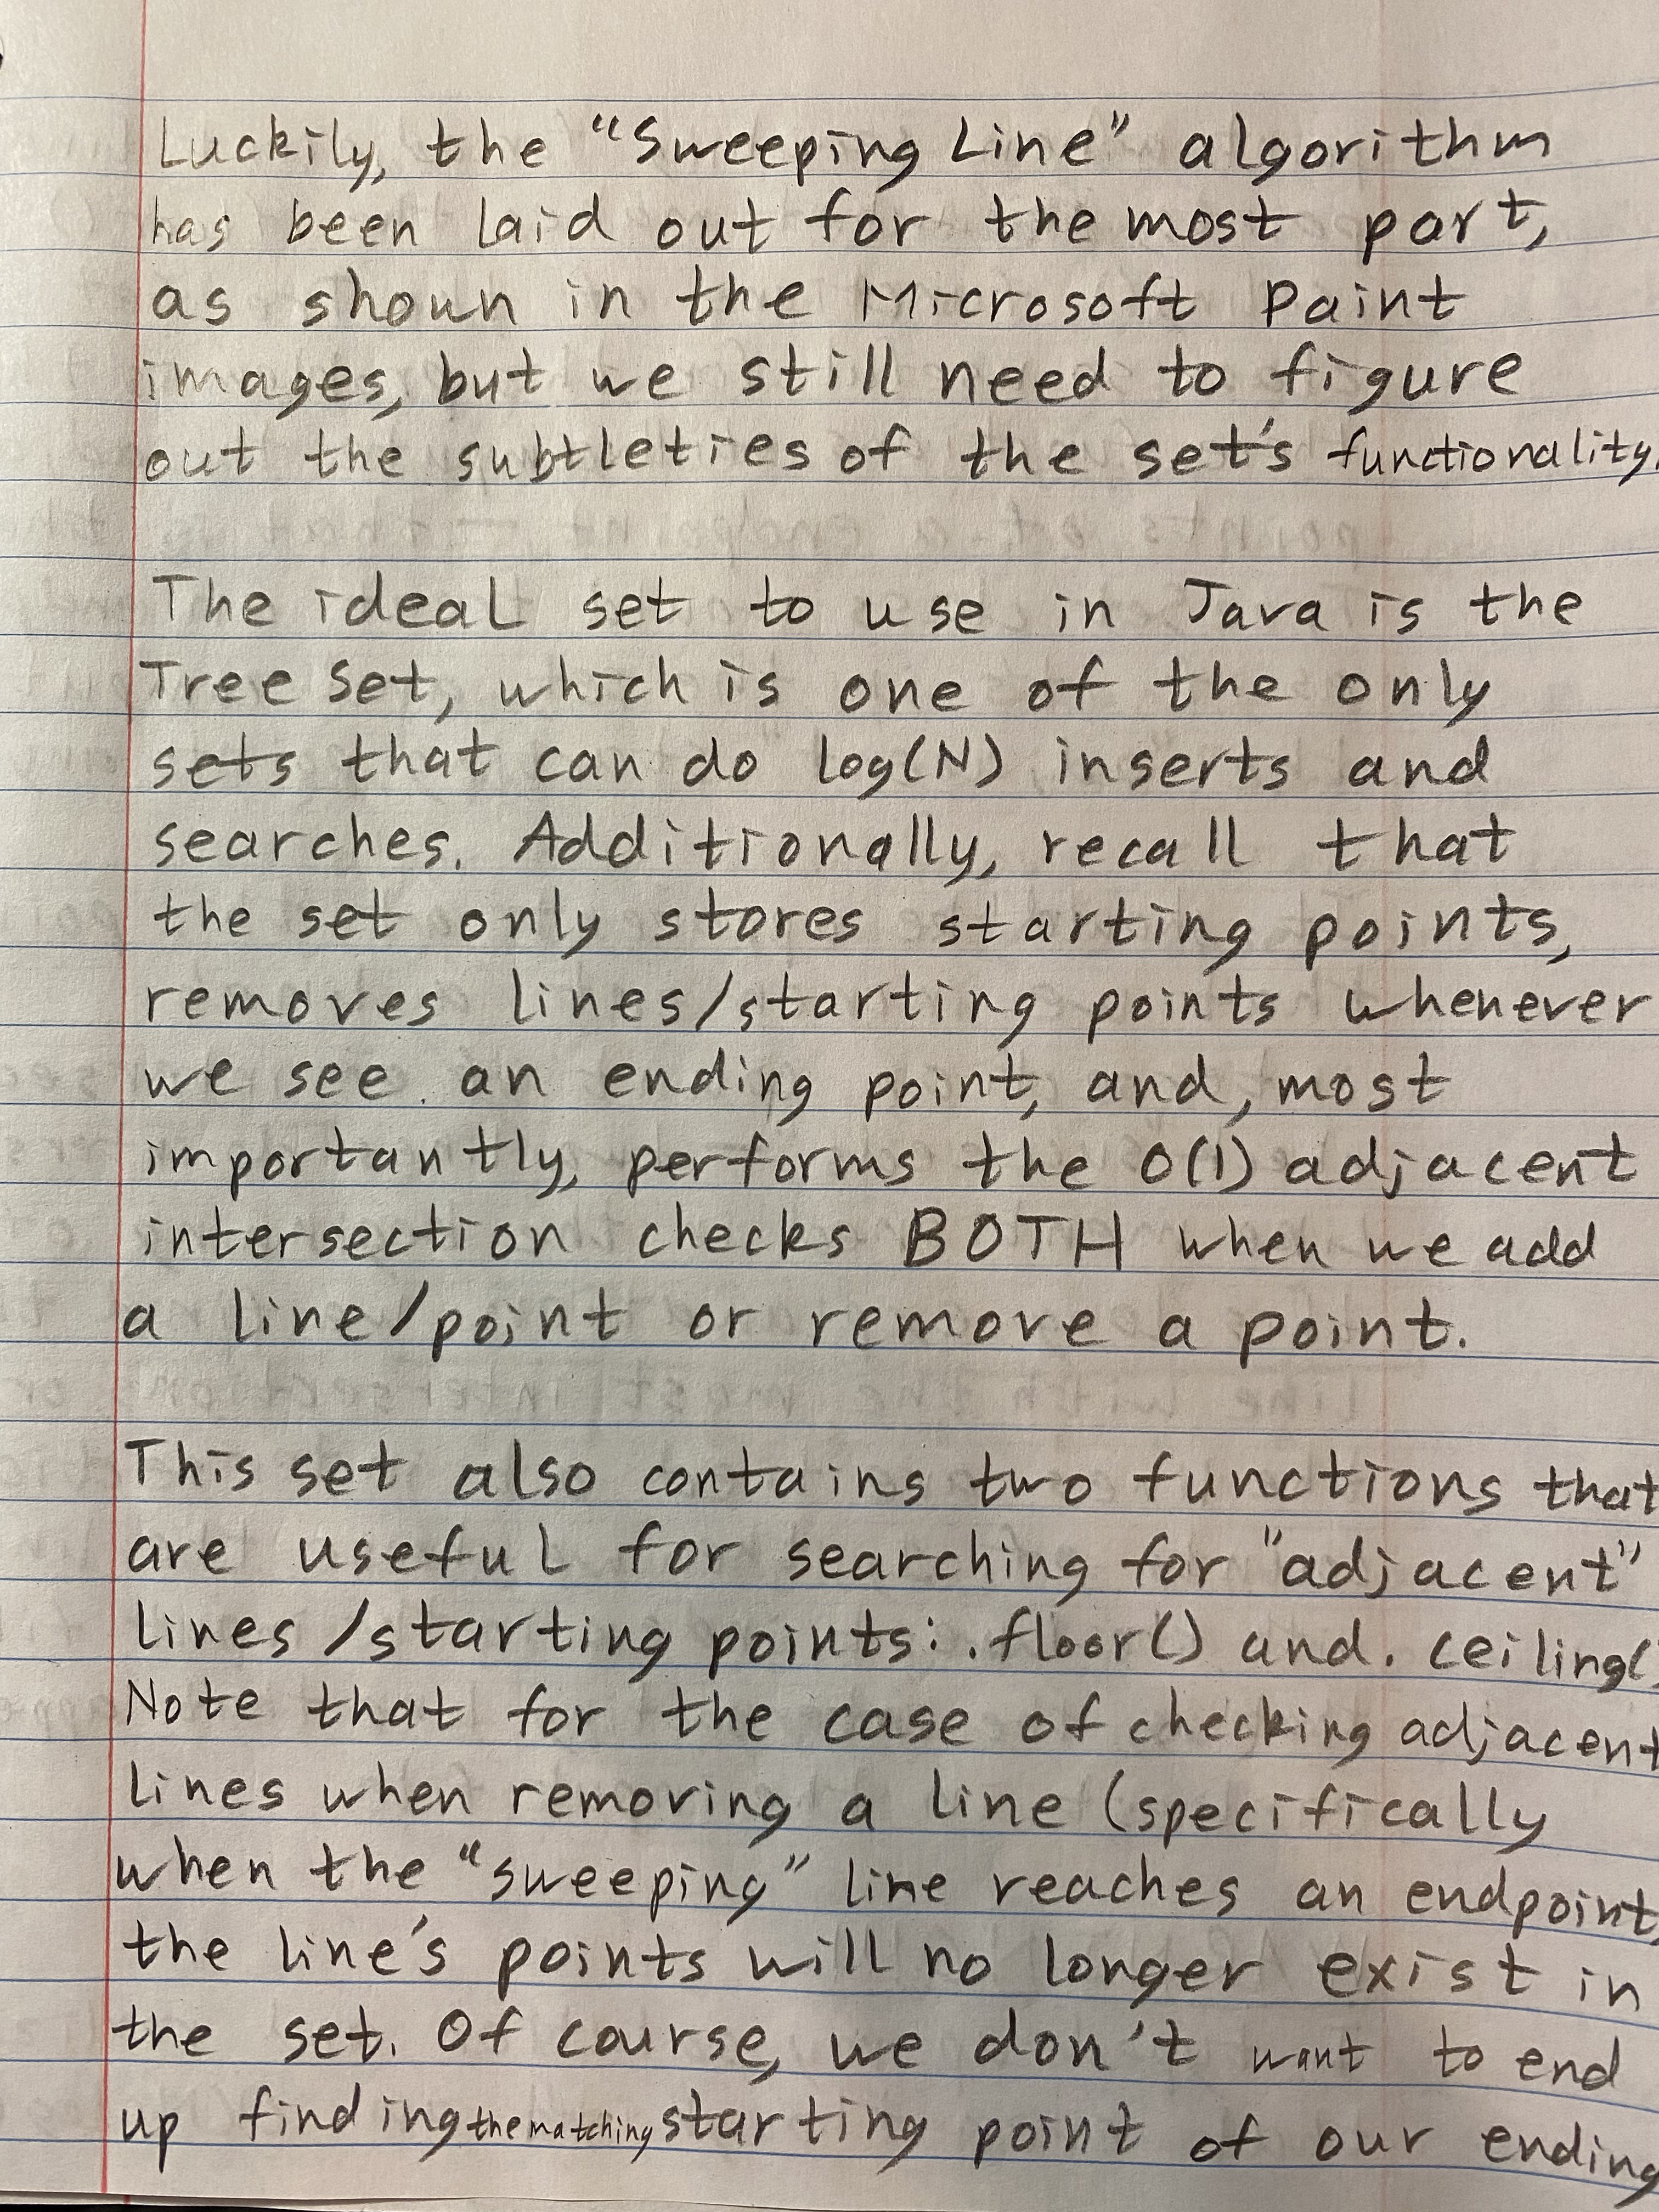 Luckily, the "Sweeping Line" algorithm
has been laid out for the most part,
as shown in the Microsoft Paint
images, but we still need to figure
out the subtleties of the set's functionality.
The ideal set to use in Java is the
Tree Set, which is one of the only
sets that can do log(N) inserts and
searches. Additionally, recall that
the set only stores starting points,
removes lines/starting points whenever
we see an ending point, and, most
importantly, performs the O(1) adjacent
intersection checks BOTH when we add
a line/point or remove a point.
This set also contains two functions that
are useful for searching for "adjacent"
lines/starting points: .floor() and .ceiling()
Note that for the case of checking adjacent
lines when removing a line (specifically
when the "sweeping" line reaches an endpoint,
the line's points will no longer exist in
the set. Of course, we don't want to end
up finding the matching starting point of our ending